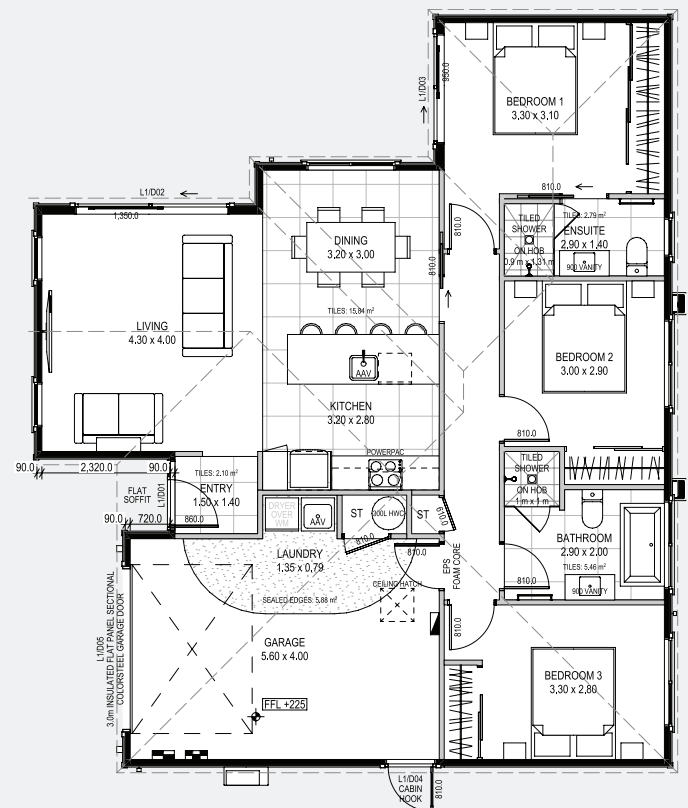 L1/D03
950.0
BEDROOM 1
3.30 x 3.10
810.0
L1/D02
1,350.0
810.0
TILED
SHOWER
ON HOB
0.9 m x 1.31 m
TILES: 2.79 m²
ENSUITE
2.90 x 1.40
900 VANITY
DINING
3.20 x 3.00
810.0
TILES: 15.84 m²
LIVING
4.30 x 4.00
AAV
BEDROOM 2
3.00 x 2.90
KITCHEN
3.20 x 2.80
810.0
POWERPAC
90.0
2,320.0
90.0
TILES: 2.10 m²
ENTRY
1.50 x 1.40
860.0
FLAT
SOFFIT
L1/D01
90.0
720.0
TILED
SHOWER
ON HOB
1 m x 1 m
DRYER
OVER
WM
AAV
ST
300L HWC
ST
610.0
810.0
810.0
LAUNDRY
1.35 x 0.79
EPS
FOAM CORE
BATHROOM
2.90 x 2.00
TILES: 5.46 m²
810.0
900 VANITY
CEILING HATCH
SEALED EDGES: 5.88 m²
810.0
GARAGE
5.60 x 4.00
L1/D05
3.0m INSULATED FLAT PANEL SECTIONAL
COLORSTEEL GARAGE DOOR
FFL +225
BEDROOM 3
3.30 x 2.80
L1/D04
CABIN
HOOK
810.0